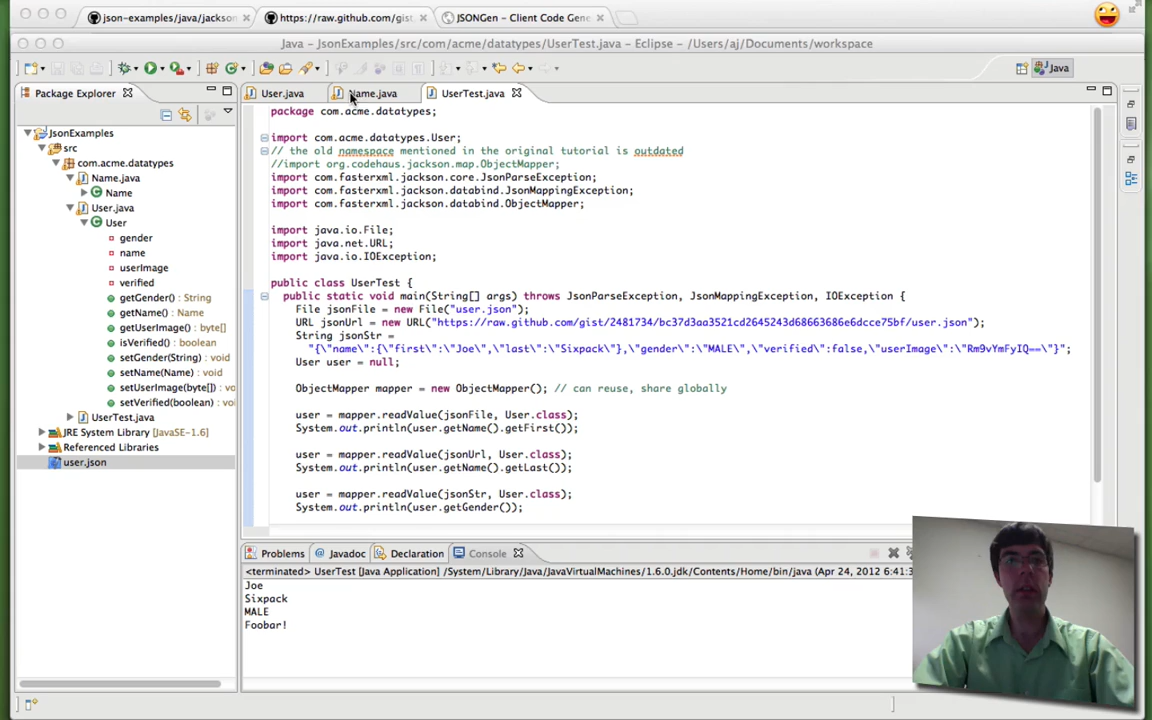 json-examples/java/jackson
https://raw.github.com/gist
JSONGen - Client Code Gene
Java - JsonExamples/src/com/acme/datatypes/UserTest.java - Eclipse - /Users/aj/Documents/workspace
Java
Package Explorer
User.java
Name.java
UserTest.java
JsonExamples
src
com.acme.datatypes
Name.java
Name
User.java
User
gender
name
userImage
verified
getGender() : String
getName() : Name
getUserImage() : byte[]
isVerified() : boolean
setGender(String) : void
setName(Name) : void
setUserImage(byte[]) : vo
setVerified(boolean) : vo
UserTest.java
JRE System Library [JavaSE-1.6]
Referenced Libraries
user.json
package com.acme.datatypes;
import com.acme.datatypes.User;
// the old namespace mentioned in the original tutorial is outdated
//import org.codehaus.jackson.map.ObjectMapper;
import com.fasterxml.jackson.core.JsonParseException;
import com.fasterxml.jackson.databind.JsonMappingException;
import com.fasterxml.jackson.databind.ObjectMapper;
import java.io.File;
import java.net.URL;
import java.io.IOException;
public class UserTest {
public static void main(String[] args) throws JsonParseException, JsonMappingException, IOException {
File jsonFile = new File("user.json");
URL jsonUrl = new URL("https://raw.github.com/gist/2481734/bc37d3aa3521cd2645243d68663686e6dcce75bf/user.json");
String jsonStr =
"{\"name\":{\"first\":\"Joe\",\"last\":\"Sixpack\"},\"gender\":\"MALE\",\"verified\":false,\"userImage\":\"Rm9vYmFyIQ==\"}";
User user = null;
ObjectMapper mapper = new ObjectMapper(); // can reuse, share globally
user = mapper.readValue(jsonFile, User.class);
System.out.println(user.getName().getFirst());
user = mapper.readValue(jsonUrl, User.class);
System.out.println(user.getName().getLast());
user = mapper.readValue(jsonStr, User.class);
System.out.println(user.getGender());
Problems
Javadoc
Declaration
Console
<terminated> UserTest [Java Application] /System/Library/Java/JavaVirtualMachines/1.6.0.jdk/Contents/Home/bin/java (Apr 24, 2012 6:41:3
Joe
Sixpack
MALE
Foobar!